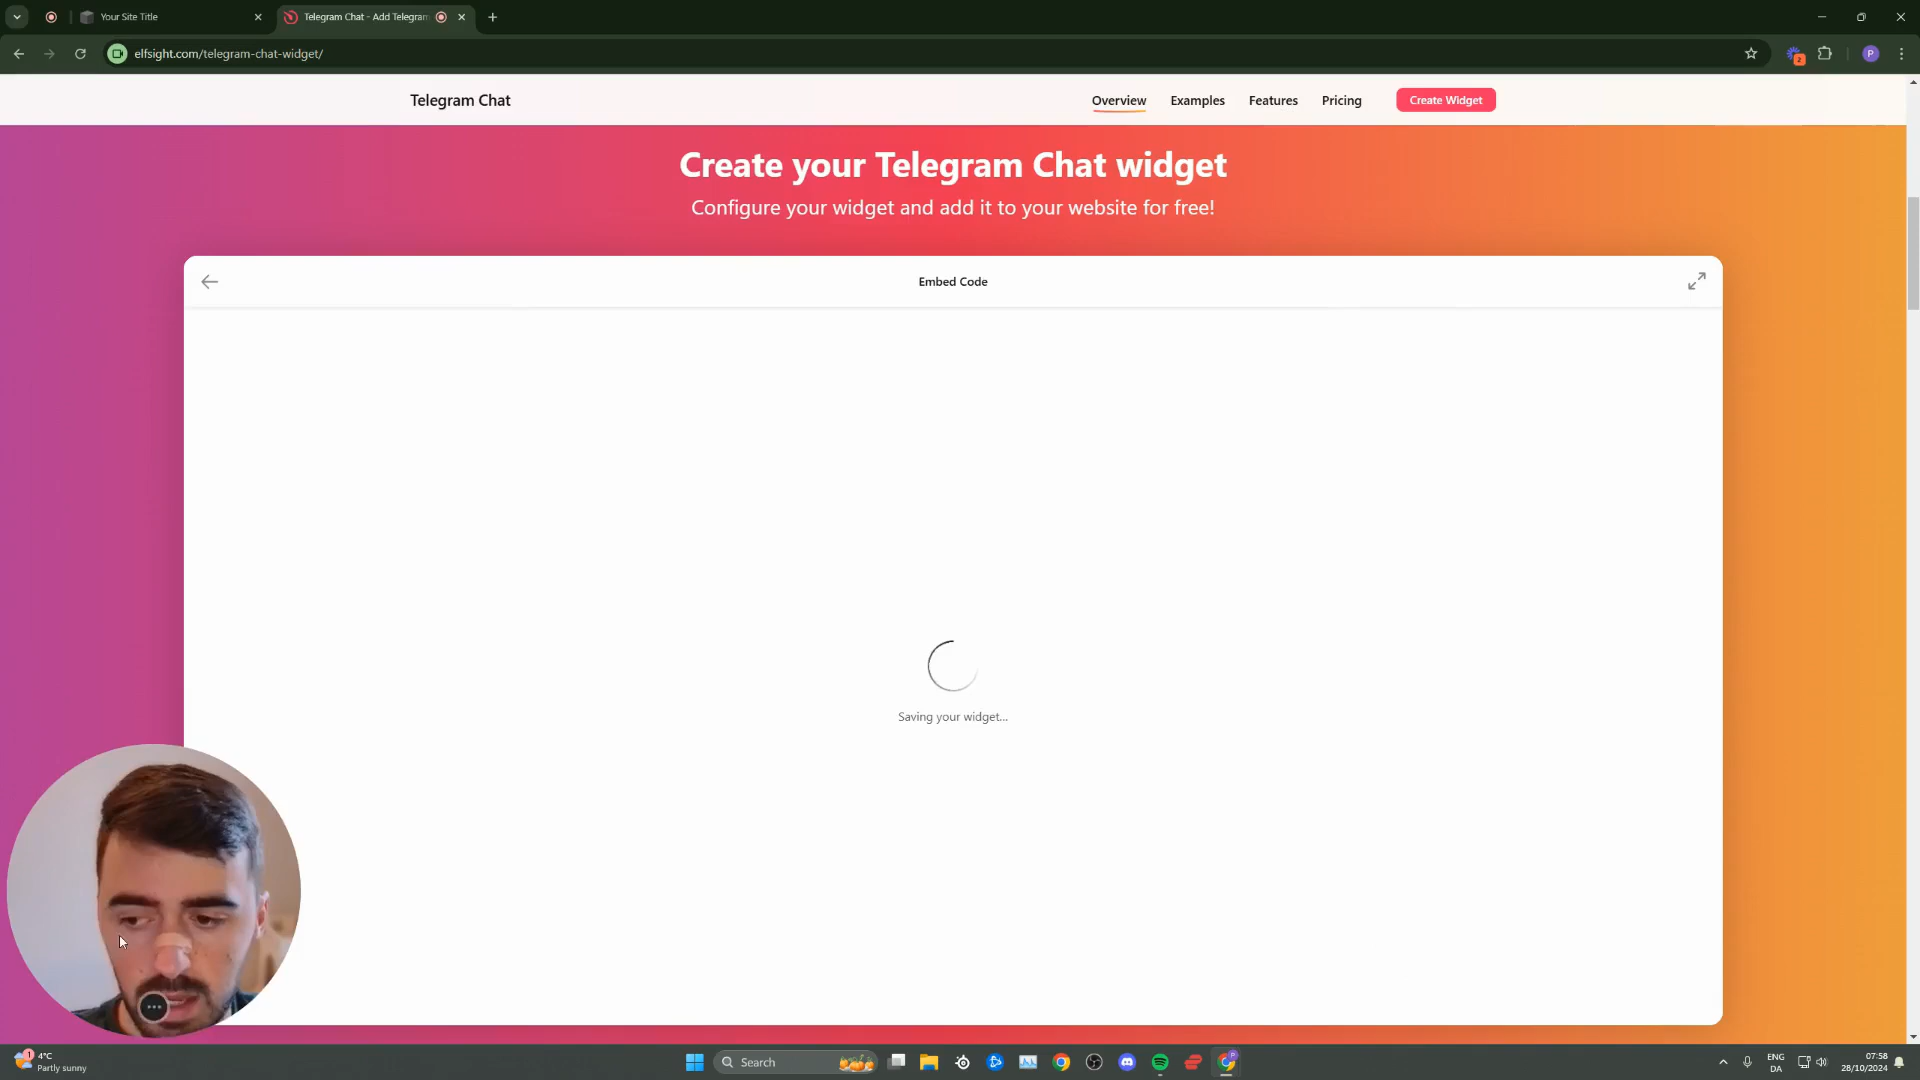 Your Site Title
Telegram Chat - Add Telegram
elfsight.com/telegram-chat-widget/
Telegram Chat
Overview
Examples
Features
Pricing
Create Widget
Create your Telegram Chat widget
Configure your widget and add it to your website for free!
Embed Code
Saving your widget...
4°C
Partly sunny
Search
ENG
DA
07:58
28/10/2024
P
2
1